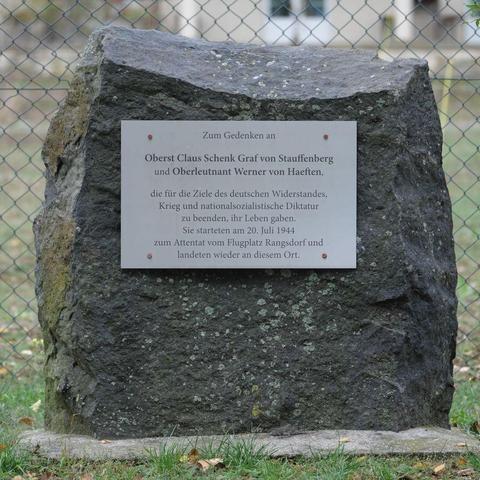 Zum Gedenken an
Oberst Claus Schenk Graf von Stauffenberg
und Oberleutnant Werner von Haeften,
die für die Ziele des deutschen Widerstandes,
Krieg und nationalsozialistische Diktatur
zu beenden, ihr Leben gaben.
Sie starteten am 20. Juli 1944
zum Attentat vom Flugplatz Rangsdorf und
landeten wieder an diesem Ort.